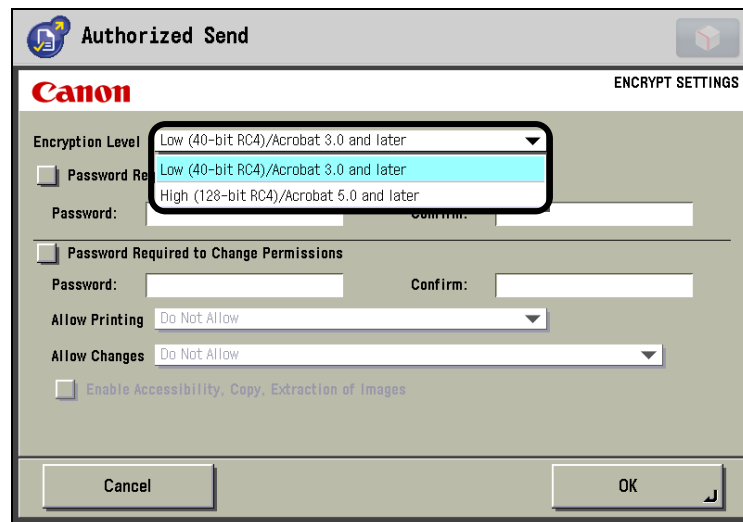 Authorized Send
Canon
ENCRYPT SETTINGS
Encryption Level Low (40-bit RC4)/Acrobat 3.0 and later
Low (40-bit RC4)/Acrobat 3.0 and later
Password Re
High (128-bit RC4)/Acrobat 5.0 and later
Password: Confirm:
Password Required to Change Permissions
Password: Confirm:
Allow Printing Do Not Allow
Allow Changes Do Not Allow
Enable Accessibility, Copy, Extraction of Images
Cancel OK